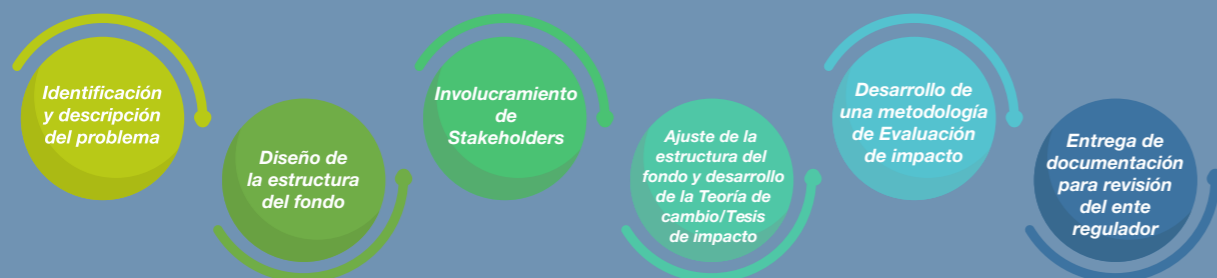 Identificación
y descripción
del problema
Diseño de
la estructura
del fondo
Involucramiento
de
Stakeholders
Ajuste de la
estructura del
fondo y desarrollo
de la Teoría de
cambio/Tesis
de impacto
Desarrollo de
una metodología
de Evaluación
de impacto
Entrega de
documentación
para revisión
del ente
regulador